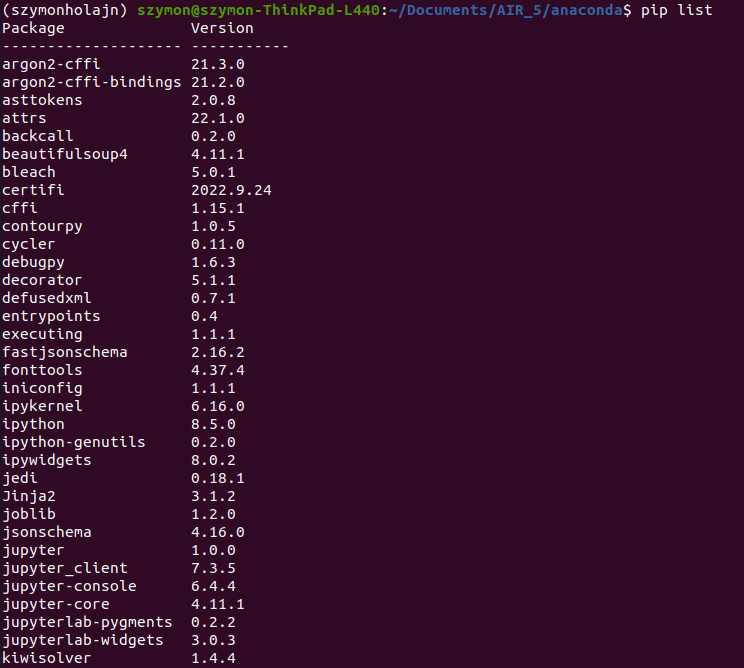 (szymonholajn) szymon@szymon-ThinkPad-L440:~/Documents/AIR_5/anaconda$ pip list
Package Version
-------------------- -----------
argon2-cffi 21.3.0
argon2-cffi-bindings 21.2.0
asttokens 2.0.8
attrs 22.1.0
backcall 0.2.0
beautifulsoup4 4.11.1
bleach 5.0.1
certifi 2022.9.24
cffi 1.15.1
contourpy 1.0.5
cycler 0.11.0
debugpy 1.6.3
decorator 5.1.1
defusedxml 0.7.1
entrypoints 0.4
executing 1.1.1
fastjsonschema 2.16.2
fonttools 4.37.4
iniconfig 1.1.1
ipykernel 6.16.0
ipython 8.5.0
ipython-genutils 0.2.0
ipywidgets 8.0.2
jedi 0.18.1
Jinja2 3.1.2
joblib 1.2.0
jsonschema 4.16.0
jupyter 1.0.0
jupyter_client 7.3.5
jupyter-console 6.4.4
jupyter-core 4.11.1
jupyterlab-pygments 0.2.2
jupyterlab-widgets 3.0.3
kiwisolver 1.4.4